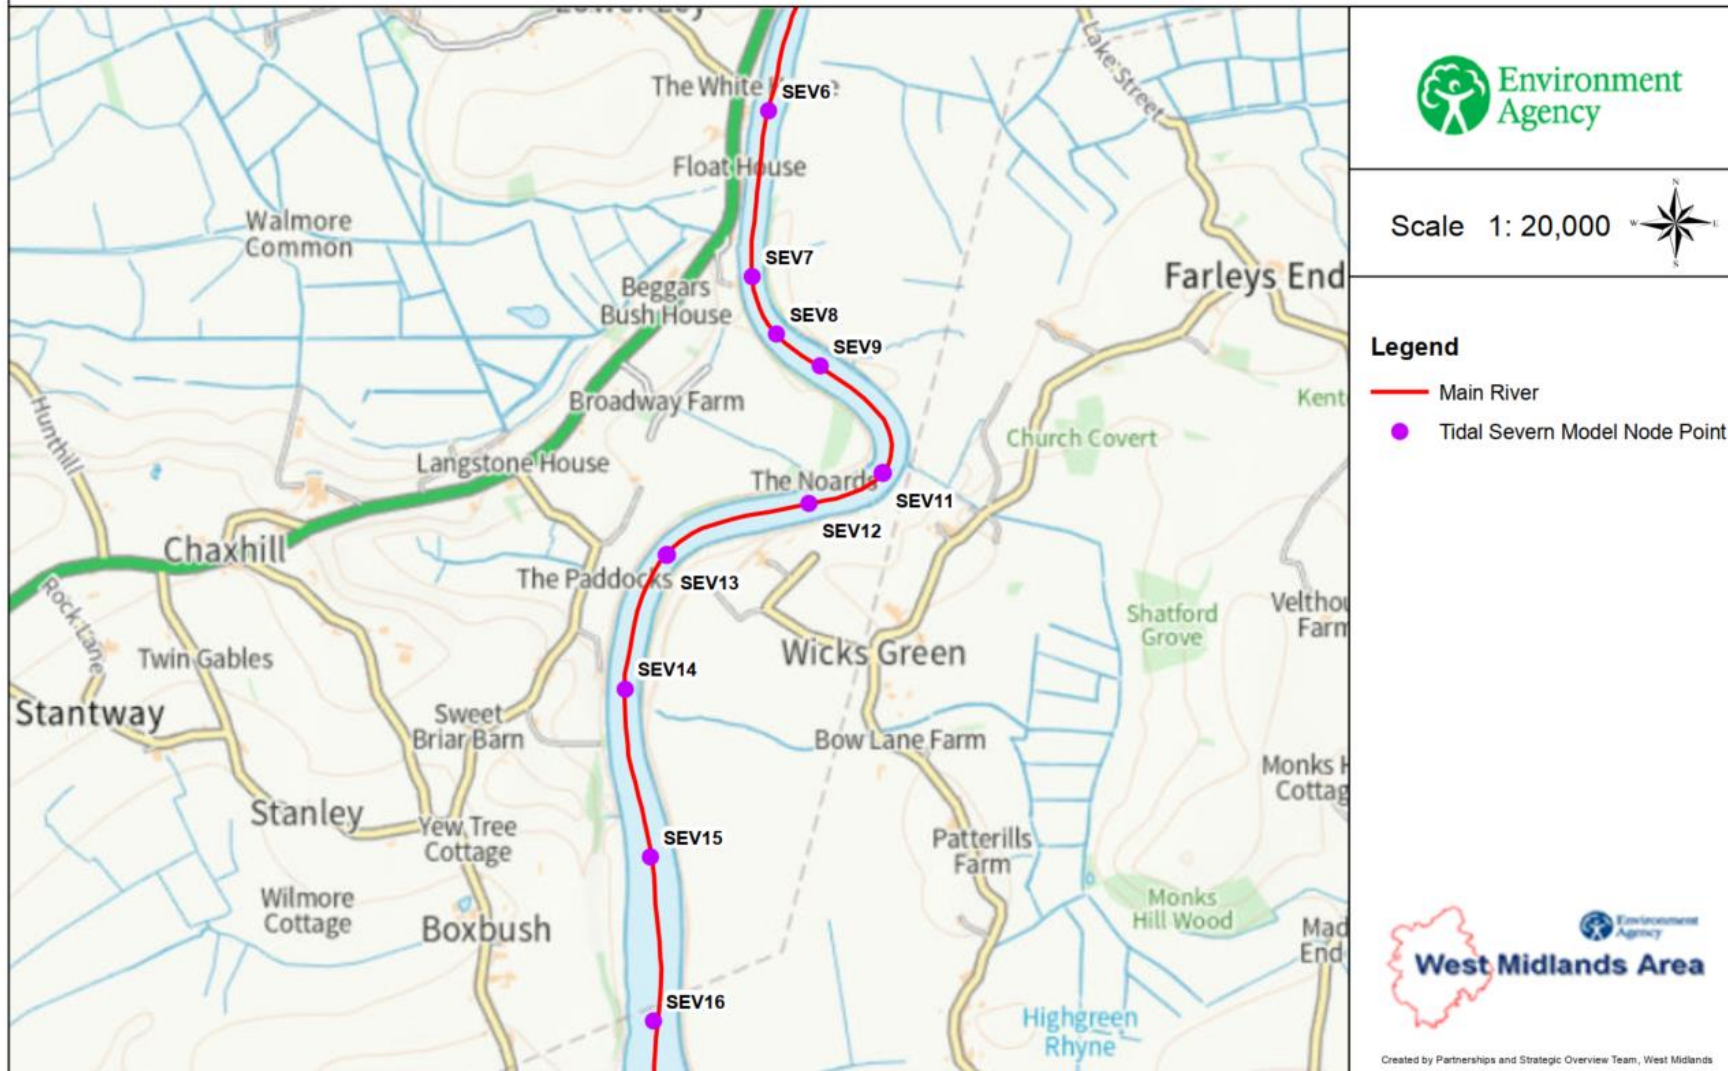 The White
SEV6
Lake Street
Float House
Walmore
Common
SEV7
Farleys End
Beggars
Bush House
SEV8
SEV9
Hunthill
Broadway Farm
Church Covert
Langstone House
The Noards
SEV11
SEV12
Chaxhill
The Paddocks
SEV13
Rock Lane
Shatford
Grove
Twin Gables
Wicks Green
SEV14
Stantway
Sweet
Briar Barn
Bow Lane Farm
Monks
Stanley
Yew Tree
Cottage
SEV15
Patterills
Farm
Wilmore
Cottage
Monks
Hill Wood
Boxbush
End
SEV16
Highgreen
Rhyne
Environment
Agency
Scale 1: 20,000
N
W
E
S
Legend
Main River
Tidal Severn Model Node Point
Environment
Agency
West Midlands Area
Created by Partnerships and Strategic Overview Team, West Midlands